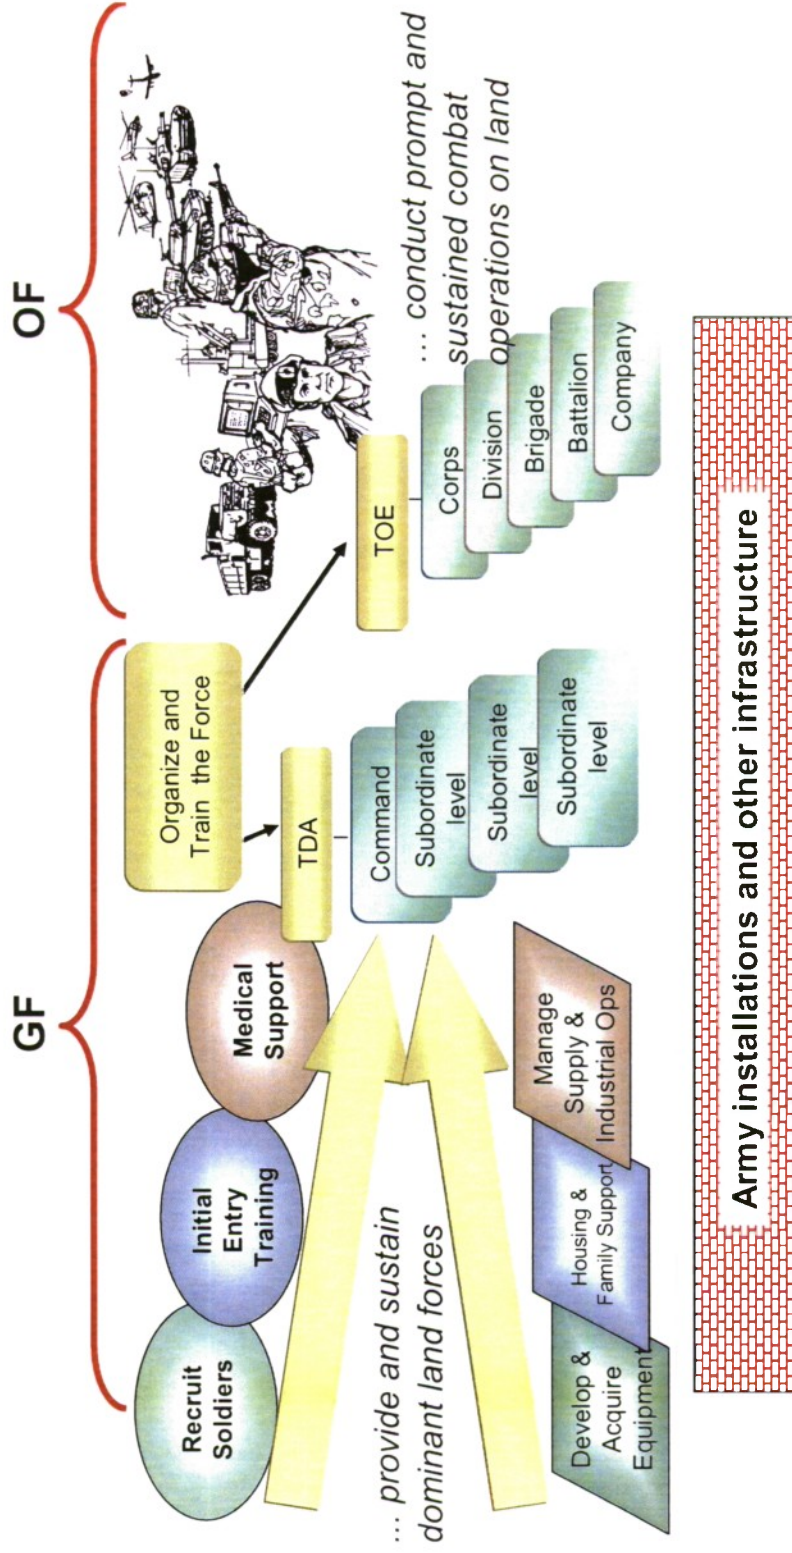 GF
OF
Recruit
Soldiers
Initial
Entry
Training
Medical
Support
Organize and
Train the Force
TDA
TOE
... provide and sustain
dominant land forces
Command
Subordinate
level
Subordinate
level
Subordinate
level
Corps
Division
Brigade
Battalion
Company
... conduct prompt and
sustained combat
operations on land
Develop &
Acquire
Equipment
Housing &
Family Support
Manage
Supply &
Industrial Ops
Army installations and other infrastructure